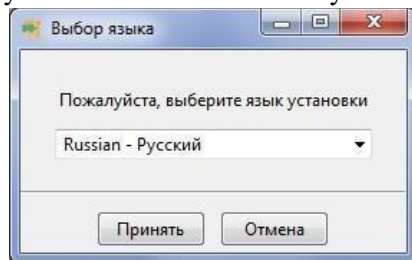 Выбор языка
Пожалуйста, выберите язык установки
Russian - Русский
Принять
Отмена